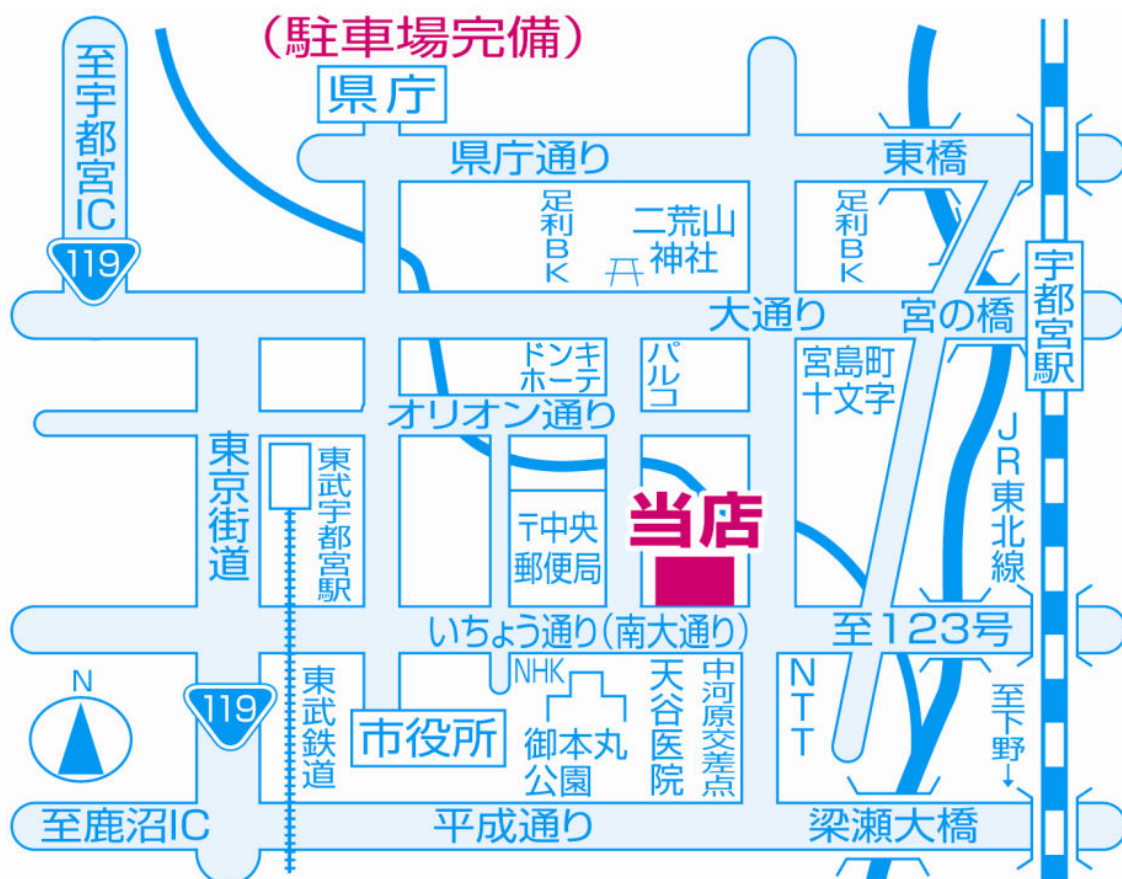 （駐車場完備）
至宇都宮IC
県庁
県庁通り
東橋
足利BK
二荒山
神社
足利BK
119
大通り
宮の橋
宇都宮駅
ドンキ
ホーテ
パルコ
宮島町
十文字
オリオン通り
東京街道
東武宇都宮駅
〒中央
郵便局
当店
JR東北線
いちょう通り（南大通り）
至123号
N
119
東武鉄道
市役所
NHK
御本丸
公園
天谷医院
中河原交差点
NTT
至下野→
至鹿沼IC
平成通り
梁瀬大橋